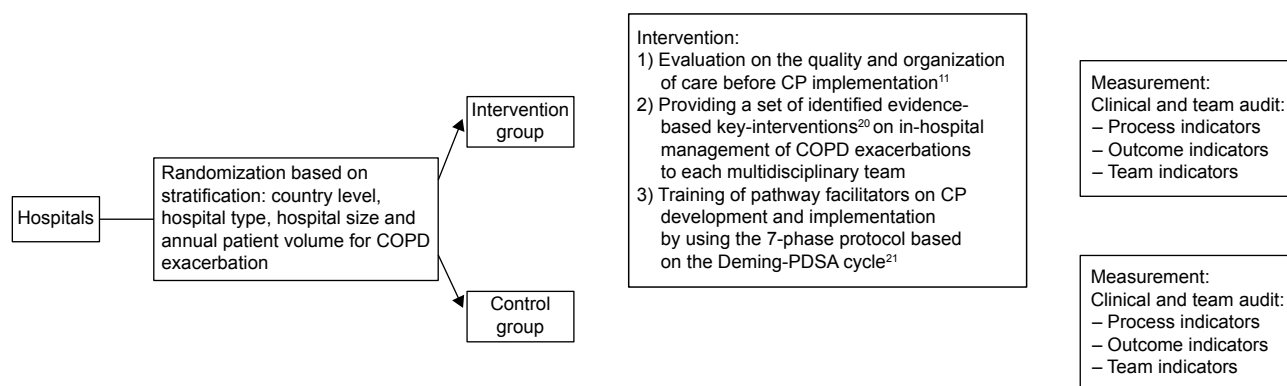 Hospitals
Randomization based on
stratification: country level,
hospital type, hospital size and
annual patient volume for COPD
exacerbation
Intervention
group
Control
group
Intervention:
1) Evaluation on the quality and organization
of care before CP implementation¹¹
2) Providing a set of identified evidence-
based key-interventions²⁰ on in-hospital
management of COPD exacerbations
to each multidisciplinary team
3) Training of pathway facilitators on CP
development and implementation
by using the 7-phase protocol based
on the Deming-PDSA cycle²¹
Measurement:
Clinical and team audit:
– Process indicators
– Outcome indicators
– Team indicators
Measurement:
Clinical and team audit:
– Process indicators
– Outcome indicators
– Team indicators